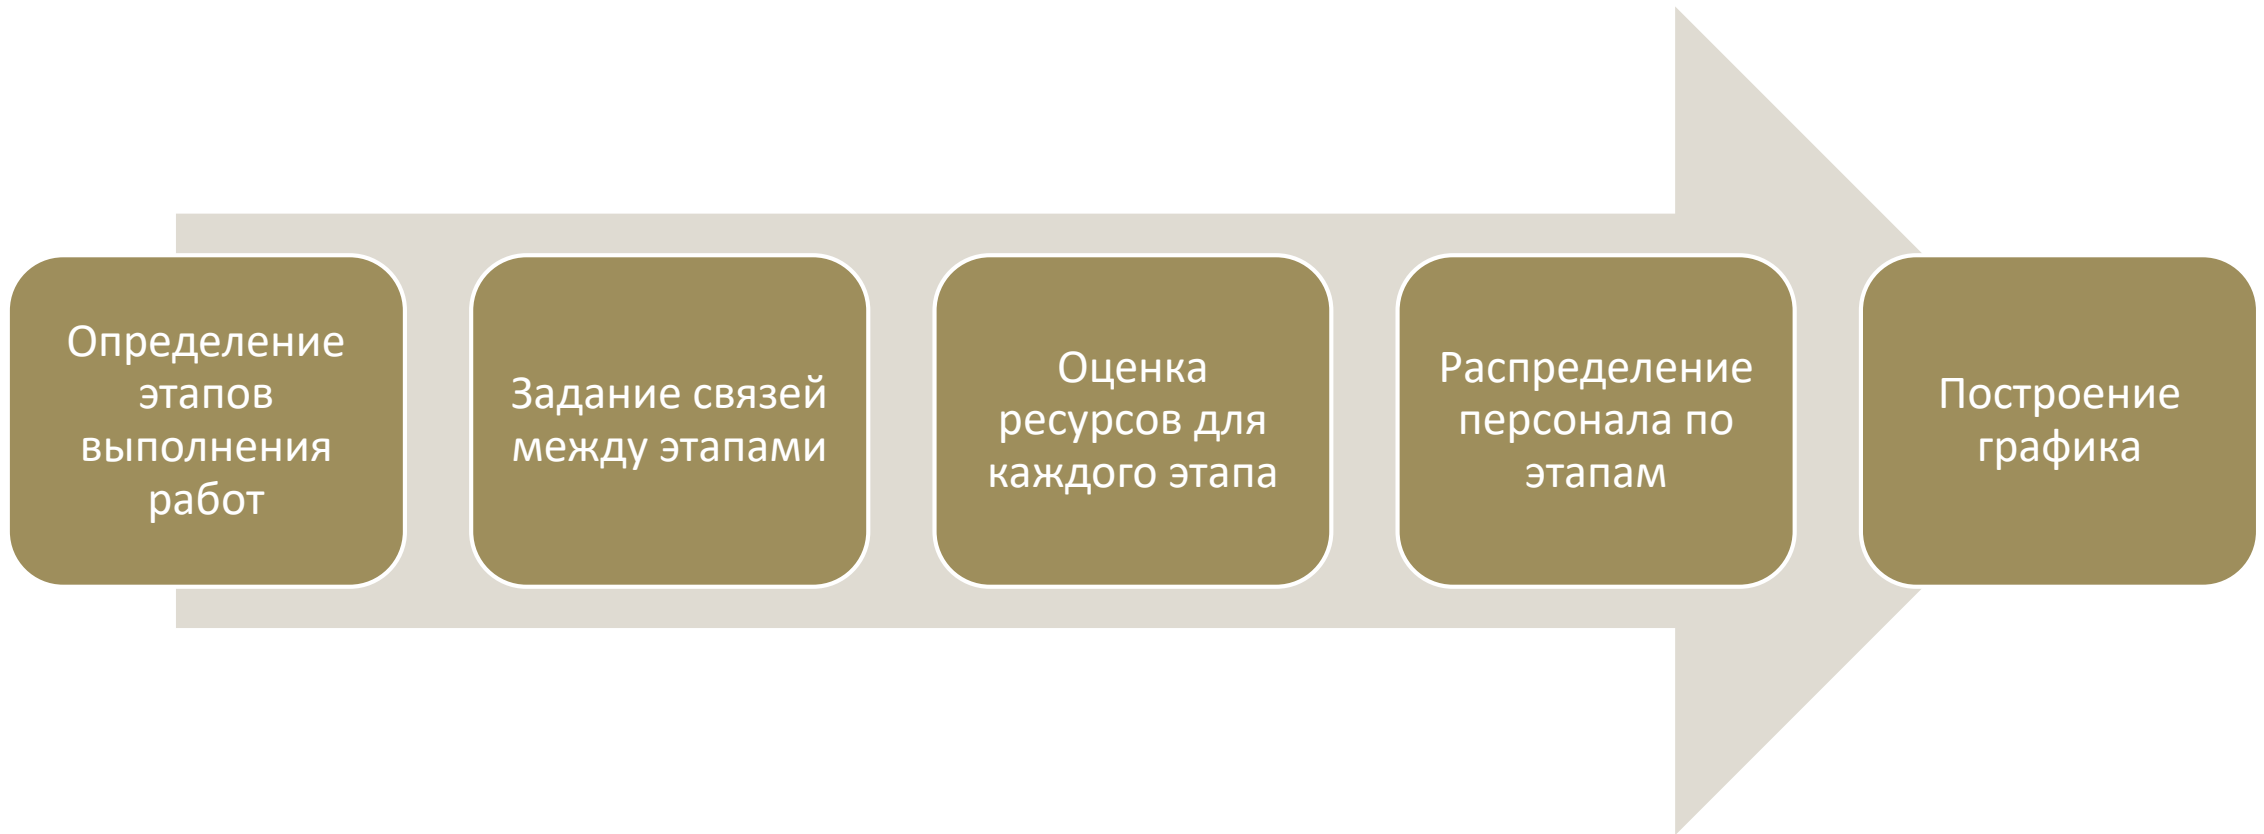 Определение
этапов
выполнения
работ
Задание связей
между этапами
Оценка
ресурсов для
каждого этапа
Распределение
персонала по
этапам
Построение
графика